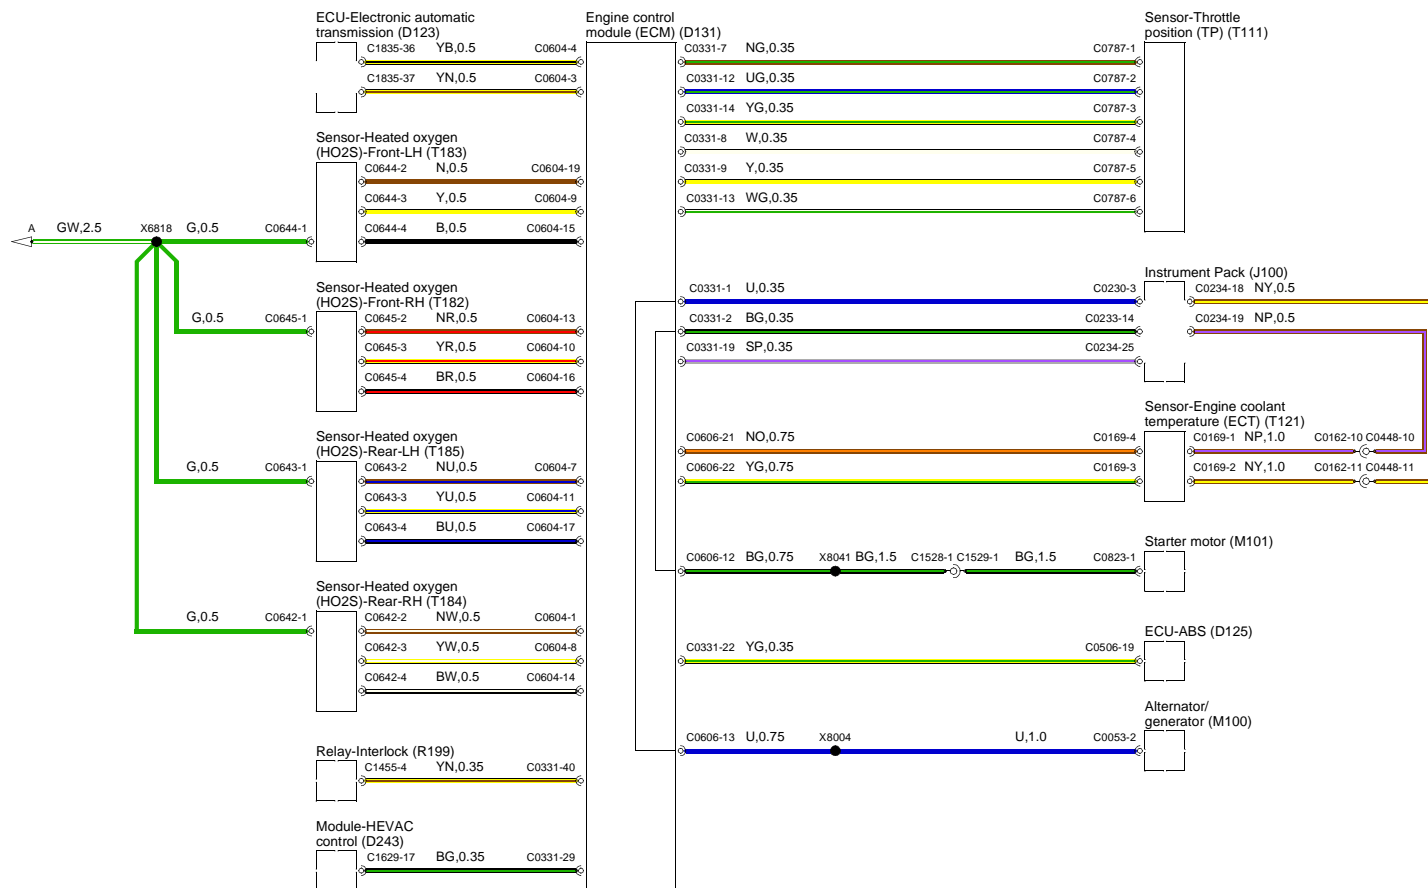 ECU-Electronic automatic
transmission (D123)
C1835-36 YB,0.5 C0604-4
C1835-37 YN,0.5 C0604-3
Sensor-Heated oxygen
(HO2S)-Front-LH (T183)
C0644-2 N,0.5 C0604-19
C0644-3 Y,0.5 C0604-9
A GW,2.5 X6818 G,0.5 C0644-1
C0644-4 B,0.5 C0604-15
Sensor-Heated oxygen
(HO2S)-Front-RH (T182)
G,0.5 C0645-1
C0645-2 NR,0.5 C0604-13
C0645-3 YR,0.5 C0604-10
C0645-4 BR,0.5 C0604-16
Sensor-Heated oxygen
(HO2S)-Rear-LH (T185)
G,0.5 C0643-1
C0643-2 NU,0.5 C0604-7
C0643-3 YU,0.5 C0604-11
C0643-4 BU,0.5 C0604-17
Sensor-Heated oxygen
(HO2S)-Rear-RH (T184)
G,0.5 C0642-1
C0642-2 NW,0.5 C0604-1
C0642-3 YW,0.5 C0604-8
C0642-4 BW,0.5 C0604-14
Relay-Interlock (R199)
C1455-4 YN,0.35 C0331-40
Module-HEVAC
control (D243)
C1629-17 BG,0.35 C0331-29
Engine control
module (ECM) (D131)
Sensor-Throttle
position (TP) (T111)
C0331-7 NG,0.35 C0787-1
C0331-12 UG,0.35 C0787-2
C0331-14 YG,0.35 C0787-3
C0331-8 W,0.35 C0787-4
C0331-9 Y,0.35 C0787-5
C0331-13 WG,0.35 C0787-6
Instrument Pack (J100)
C0331-1 U,0.35 C0230-3
C0234-18 NY,0.5
C0331-2 BG,0.35 C0233-14
C0234-19 NP,0.5
C0331-19 SP,0.35 C0234-25
Sensor-Engine coolant
temperature (ECT) (T121)
C0606-21 NO,0.75 C0169-4
C0169-1 NP,1.0 C0162-10 C0448-10
C0606-22 YG,0.75 C0169-3
C0169-2 NY,1.0 C0162-11 C0448-11
Starter motor (M101)
C0606-12 BG,0.75 X8041 BG,1.5 C1528-1 C1529-1 BG,1.5 C0823-1
ECU-ABS (D125)
C0331-22 YG,0.35 C0506-19
Alternator/
generator (M100)
C0606-13 U,0.75 X8004 U,1.0 C0053-2